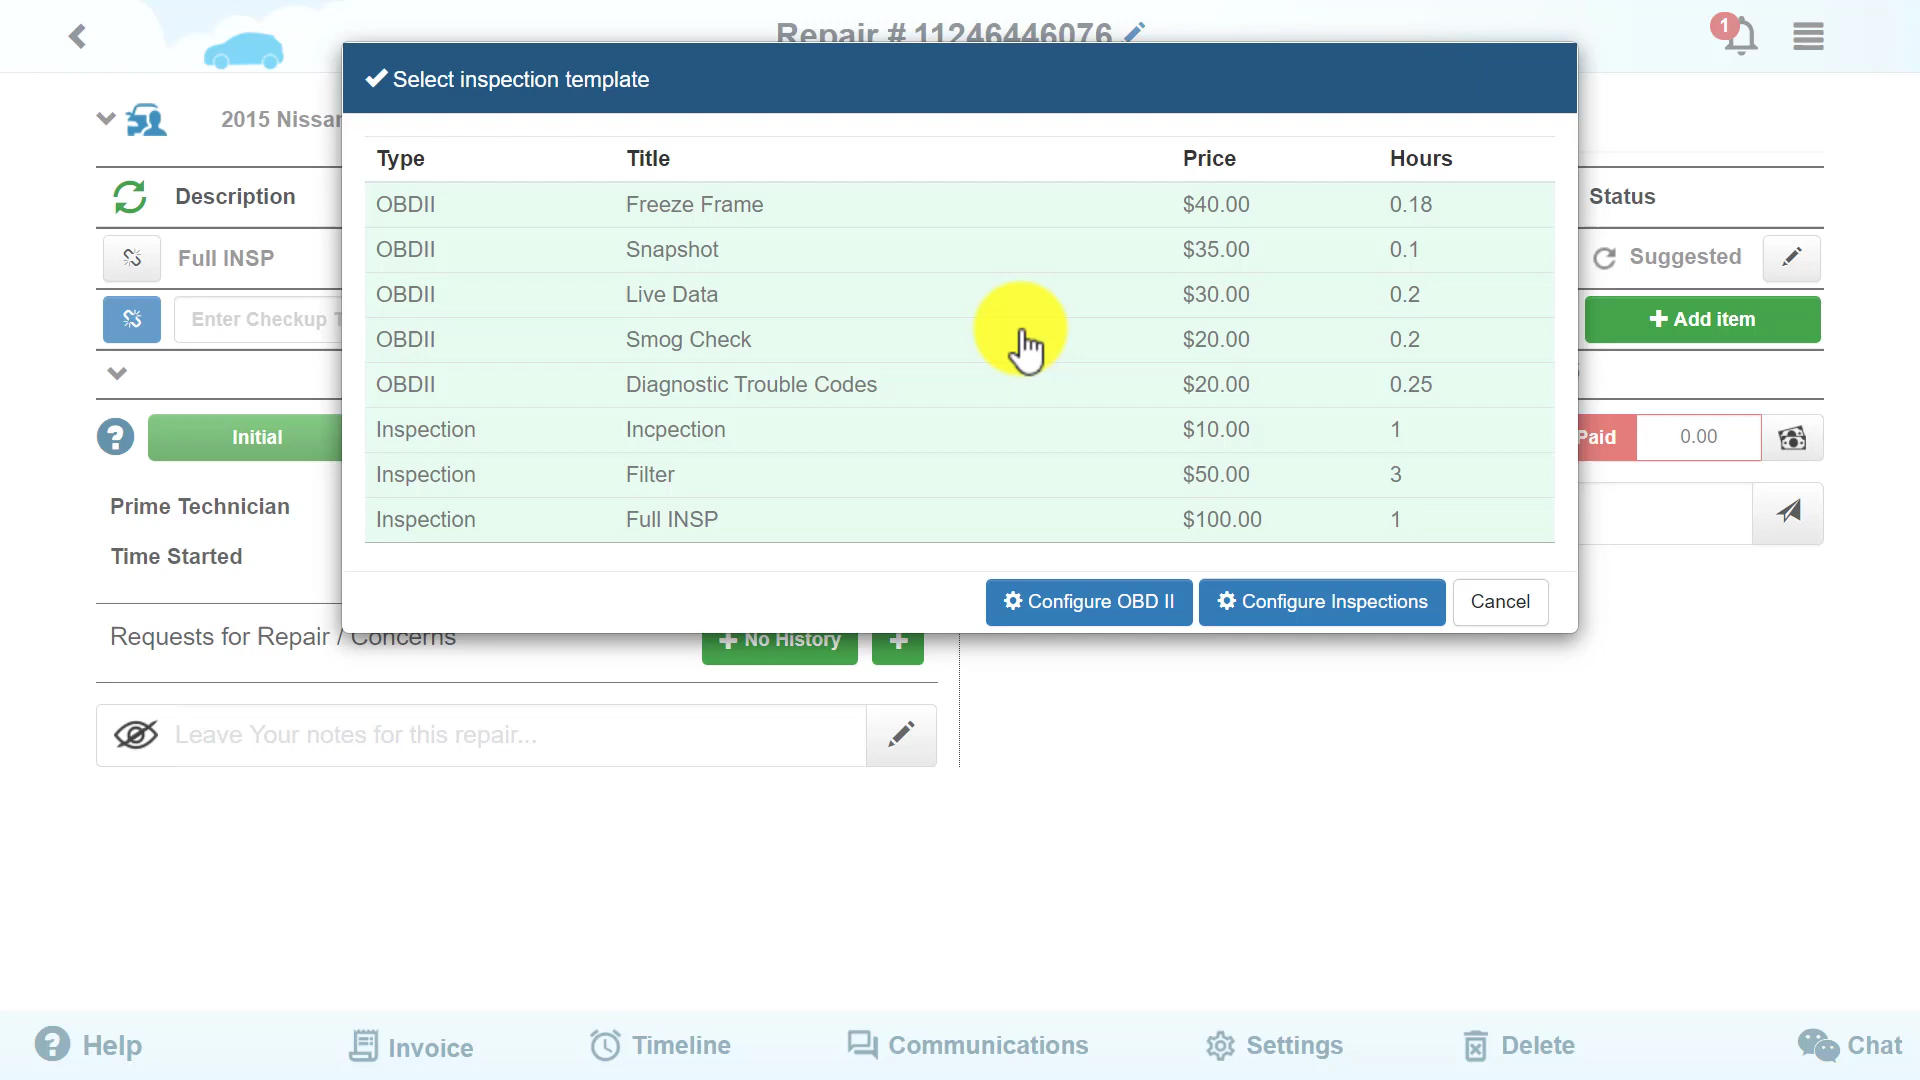 Repair # 11246446076
1
Select inspection template
2015 Nissan
Type Title Price Hours
Description
Status
OBDII Freeze Frame $40.00 0.18
OBDII Snapshot $35.00 0.1
Full INSP
Suggested
OBDII Live Data $30.00 0.2
Enter Checkup T
Add item
OBDII Smog Check $20.00 0.2
OBDII Diagnostic Trouble Codes $20.00 0.25
Inspection Incpection $10.00 1
Initial
Paid 0.00
Inspection Filter $50.00 3
Prime Technician
Inspection Full INSP $100.00 1
Time Started
Configure OBD II Configure Inspections Cancel
Requests for Repair / Concerns
No History
Leave Your notes for this repair...
Help Invoice Timeline Communications Settings Delete Chat